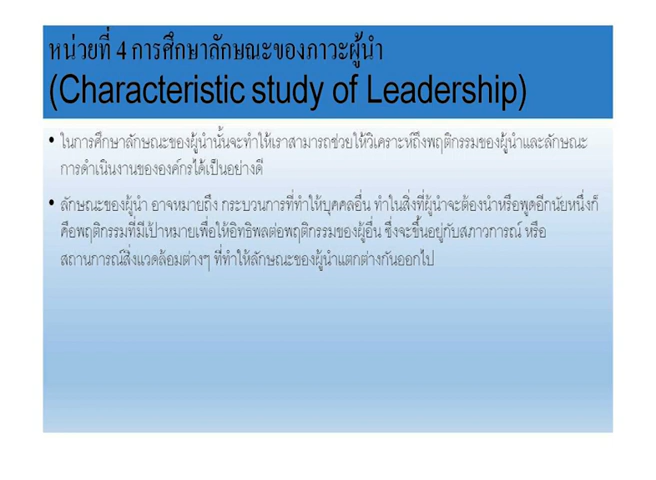 หน่วยที่ 4 การศึกษาลักษณะของภาวะผู้นำ
(Characteristic study of Leadership)
• ในการศึกษาลักษณะของผู้นำนั้นจะทำให้เราสามารถช่วยให้วิเคราะห์ถึงพฤติกรรมของผู้นำและลักษณะ
การดำเนินงานขององค์กรได้เป็นอย่างดี
• ลักษณะของผู้นำ อาจหมายถึง กระบวนการที่ทำให้บุคคลอื่น ทำในสิ่งที่ผู้นำจะต้องนำหรือพูดอีกนัยหนึ่งก็
คือพฤติกรรมที่มีเป้าหมายเพื่อให้อิทธิพลต่อพฤติกรรมของผู้อื่น ซึ่งจะขึ้นอยู่กับสภาวการณ์ หรือ
สถานการณ์สิ่งแวดล้อมต่างๆ ที่ทำให้ลักษณะของผู้นำแตกต่างกันออกไป